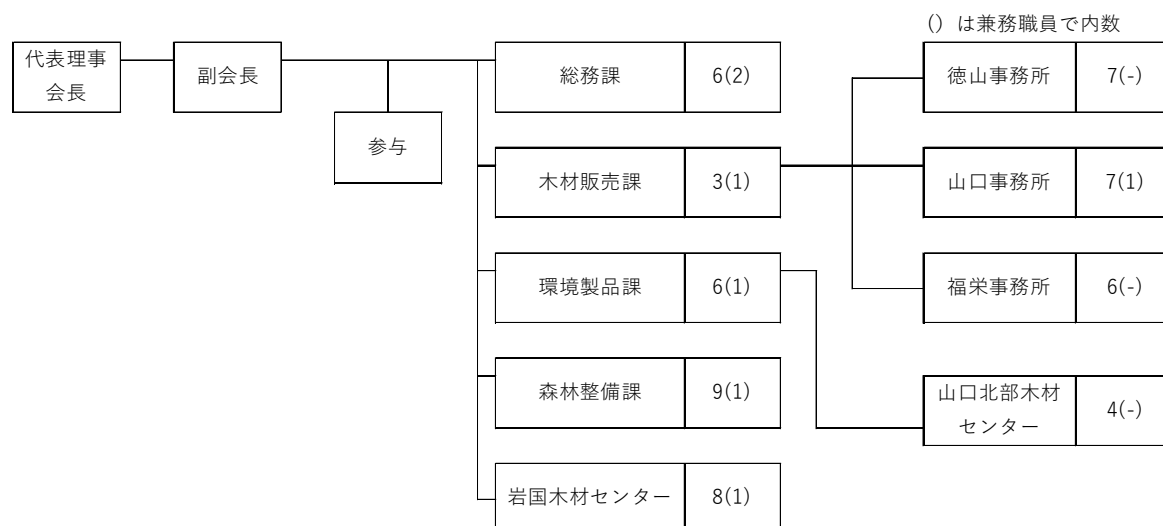 ()は兼務職員で内数
代表理事
会長
副会長
参与
総務課 6(2)
木材販売課 3(1)
環境製品課 6(1)
森林整備課 9(1)
岩国木材センター 8(1)
徳山事務所 7(-)
山口事務所 7(1)
福栄事務所 6(-)
山口北部木材
センター 4(-)